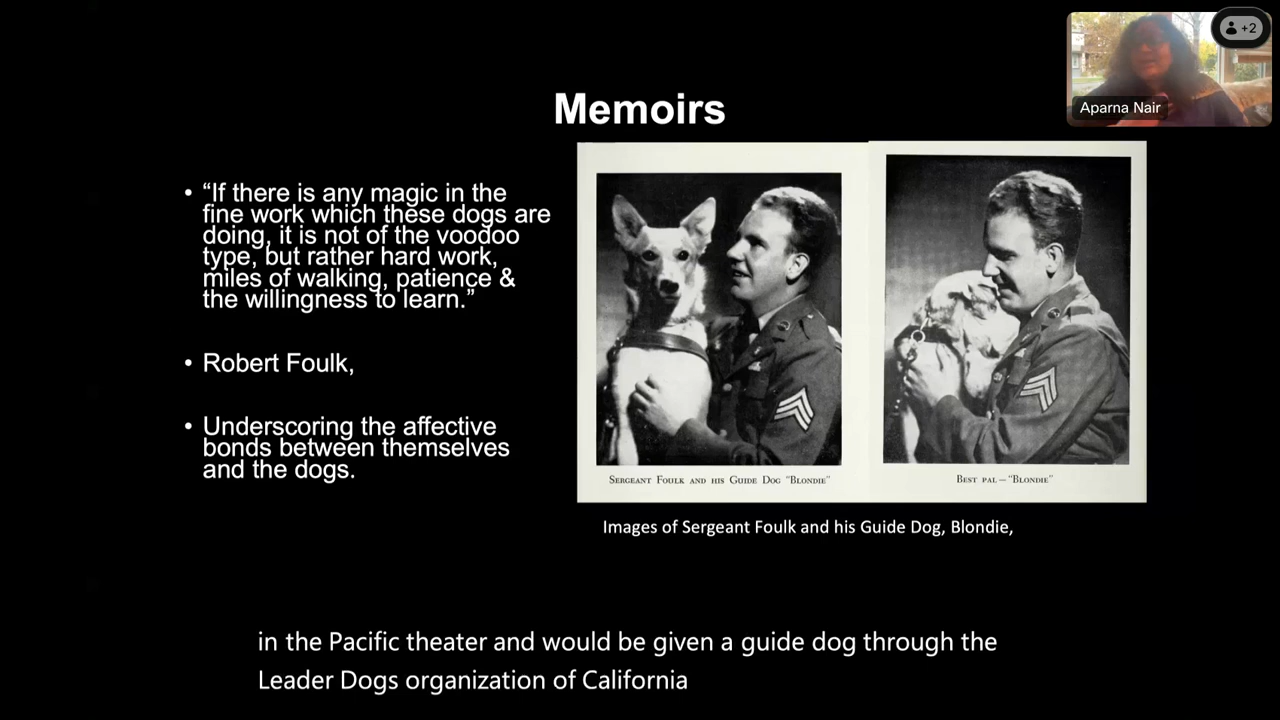 +2
Aparna Nair
Memoirs
• “If there is any magic in the
fine work which these dogs are
doing, it is not of the voodoo
type, but rather hard work,
miles of walking, patience &
the willingness to learn.”
• Robert Foulk,
• Underscoring the affective
bonds between themselves
and the dogs.
Sergeant Foulk and his Guide Dog "Blondie"
Best pal—"Blondie"
Images of Sergeant Foulk and his Guide Dog, Blondie,
in the Pacific theater and would be given a guide dog through the
Leader Dogs organization of California